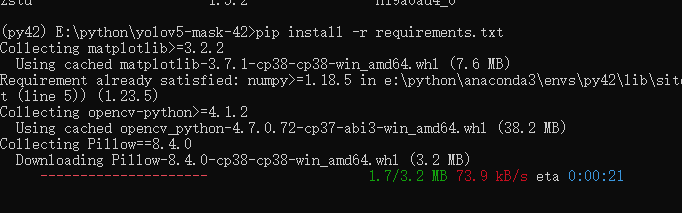 zstd 1.5.2 h19a0ad4_0
(py42) E:\python\yolov5-mask-42>pip install -r requirements.txt
Collecting matplotlib>=3.2.2
Using cached matplotlib-3.7.1-cp38-cp38-win_amd64.whl (7.6 MB)
Requirement already satisfied: numpy>=1.18.5 in e:\python\anaconda3\envs\py42\lib\site
t (line 5)) (1.23.5)
Collecting opencv-python>=4.1.2
Using cached opencv_python-4.7.0.72-cp37-abi3-win_amd64.whl (38.2 MB)
Collecting Pillow==8.4.0
Downloading Pillow-8.4.0-cp38-cp38-win_amd64.whl (3.2 MB)
--------------------- 1.7/3.2 MB 73.9 kB/s eta 0:00:21